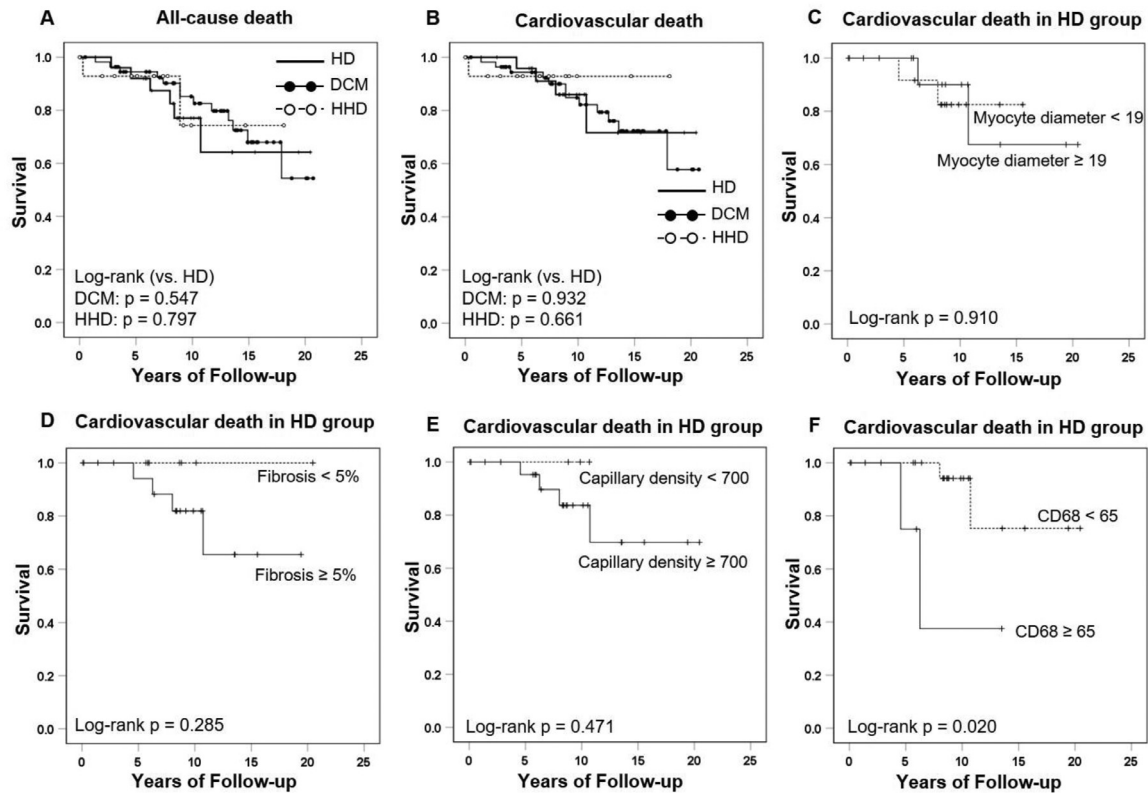 A All-cause death
Survival
1.0
0.8
0.6
0.4
0.2
0.0
HD
DCM
HHD
Log-rank (vs. HD)
DCM: p = 0.547
HHD: p = 0.797
0 5 10 15 20 25
Years of Follow-up
B Cardiovascular death
Survival
1.0
0.8
0.6
0.4
0.2
0.0
HD
DCM
HHD
Log-rank (vs. HD)
DCM: p = 0.932
HHD: p = 0.661
0 5 10 15 20 25
Years of Follow-up
C Cardiovascular death in HD group
Survival
1.0
0.8
0.6
0.4
0.2
0.0
Myocyte diameter < 19
Myocyte diameter ≥ 19
Log-rank p = 0.910
0 5 10 15 20 25
Years of Follow-up
D Cardiovascular death in HD group
Survival
1.0
0.8
0.6
0.4
0.2
0.0
Fibrosis < 5%
Fibrosis ≥ 5%
Log-rank p = 0.285
0 5 10 15 20 25
Years of Follow-up
E Cardiovascular death in HD group
Survival
1.0
0.8
0.6
0.4
0.2
0.0
Capillary density < 700
Capillary density ≥ 700
Log-rank p = 0.471
0 5 10 15 20 25
Years of Follow-up
F Cardiovascular death in HD group
Survival
1.0
0.8
0.6
0.4
0.2
0.0
CD68 < 65
CD68 ≥ 65
Log-rank p = 0.020
0 5 10 15 20 25
Years of Follow-up